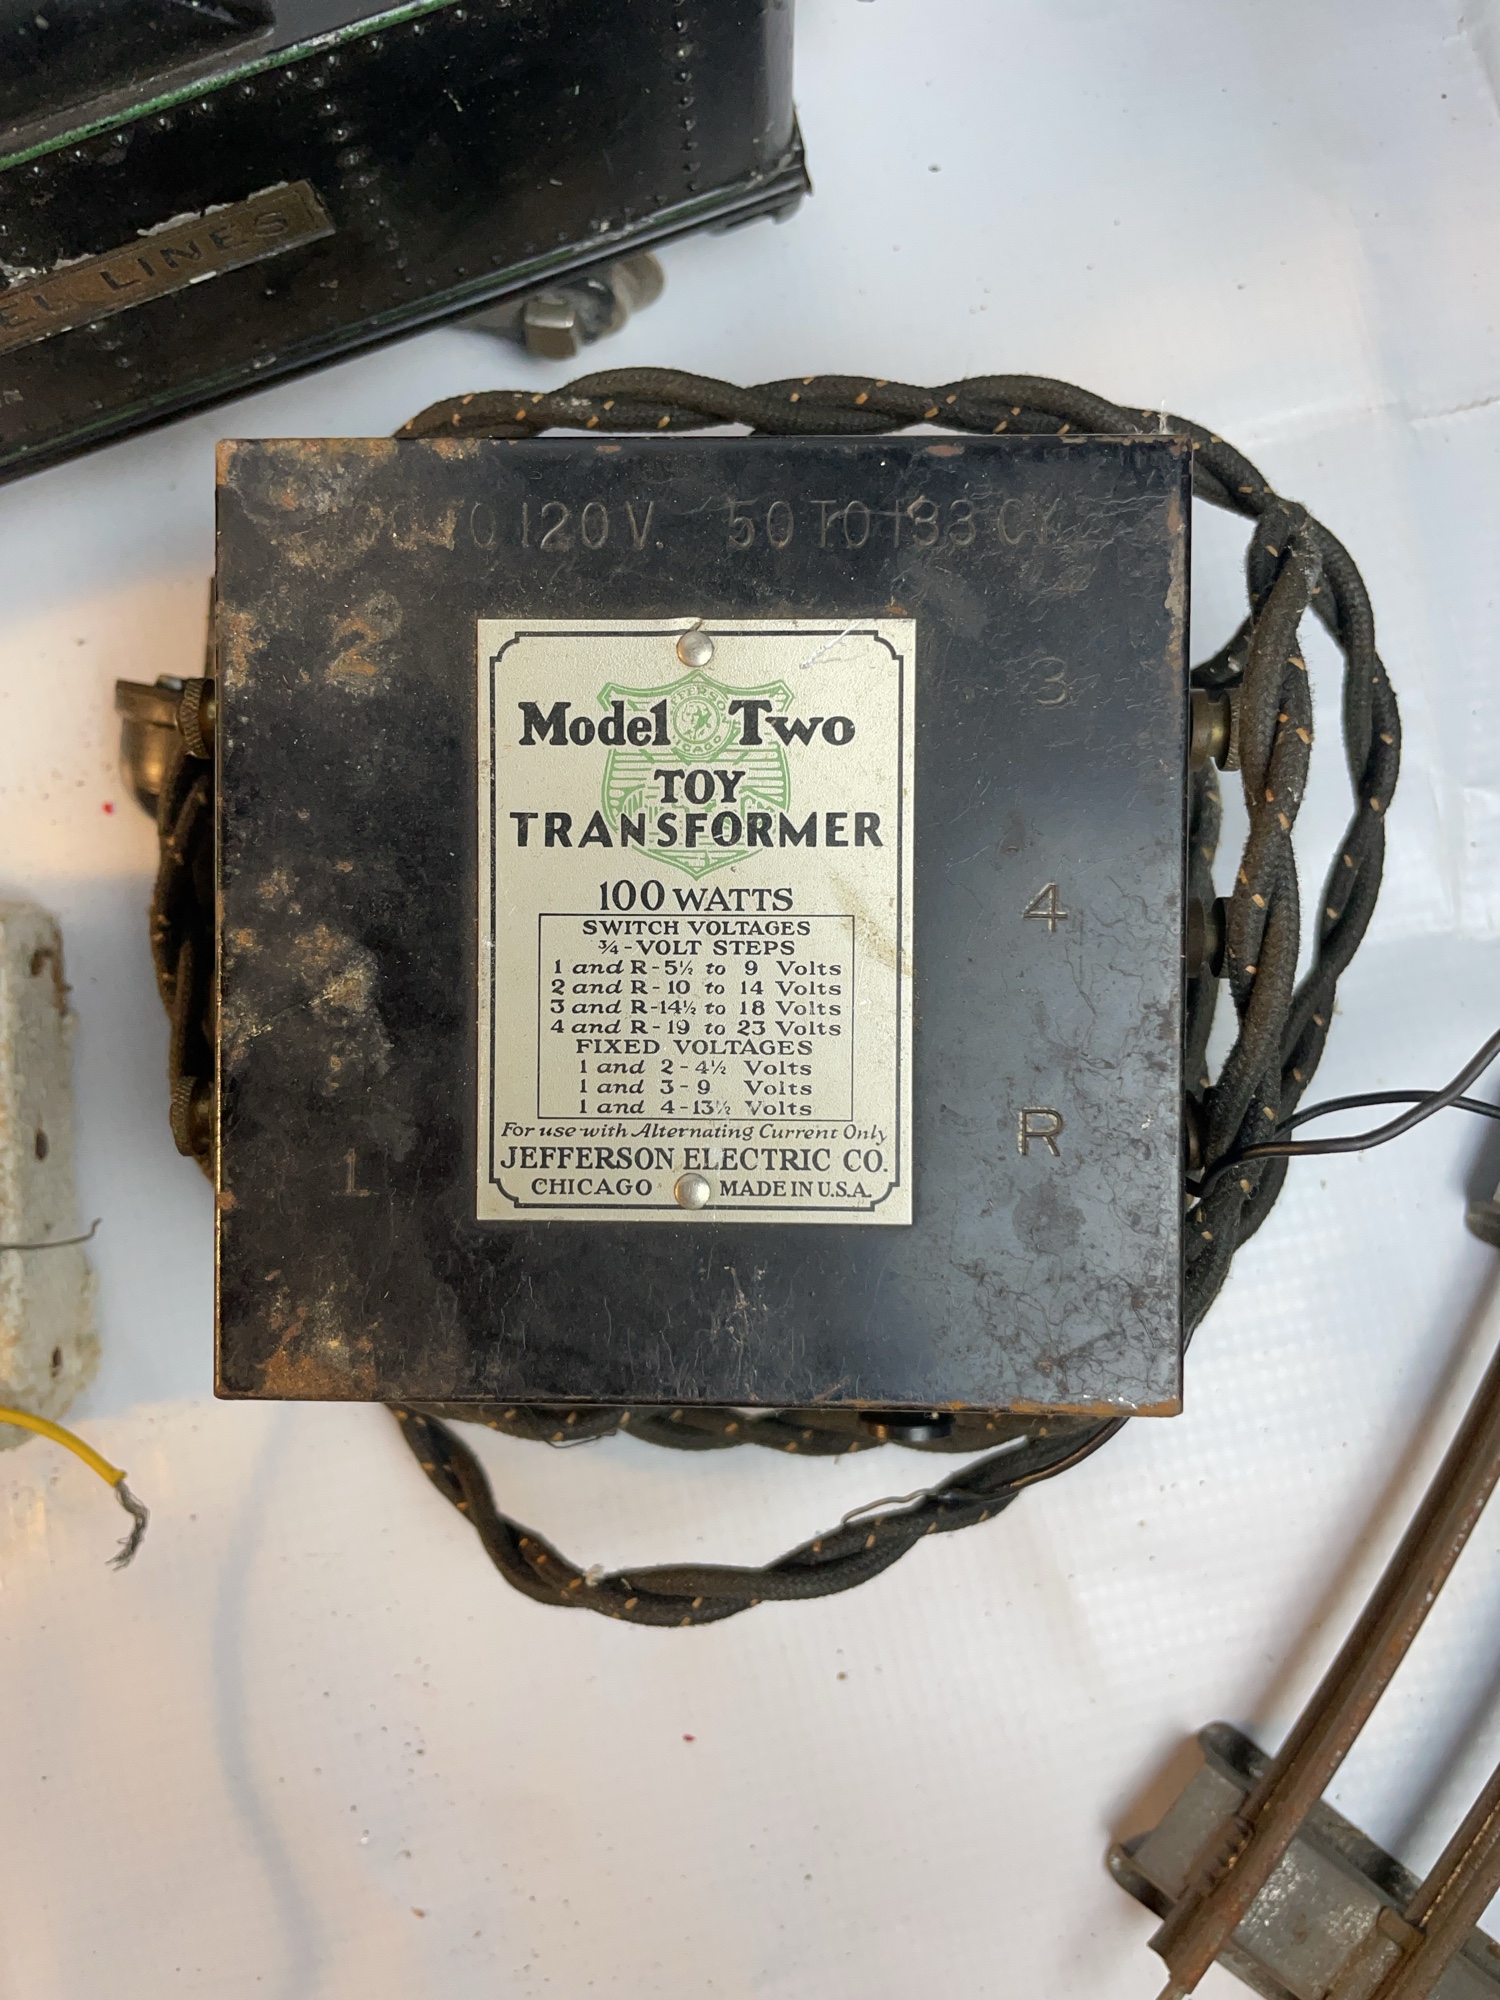 EL LINES
TO 120 V. 50 TO 133 CY.
2
3
4
R
1
Model Two
JEFFERSON
CHICAGO
TOY
TRANSFORMER
100 WATTS
SWITCH VOLTAGES
¾-VOLT STEPS
1 and R-5½ to 9 Volts
2 and R-10 to 14 Volts
3 and R-14½ to 18 Volts
4 and R-19 to 23 Volts
FIXED VOLTAGES
1 and 2-4½ Volts
1 and 3-9 Volts
1 and 4-13½ Volts
For use with Alternating Current Only
JEFFERSON ELECTRIC CO.
CHICAGO MADE IN U.S.A.